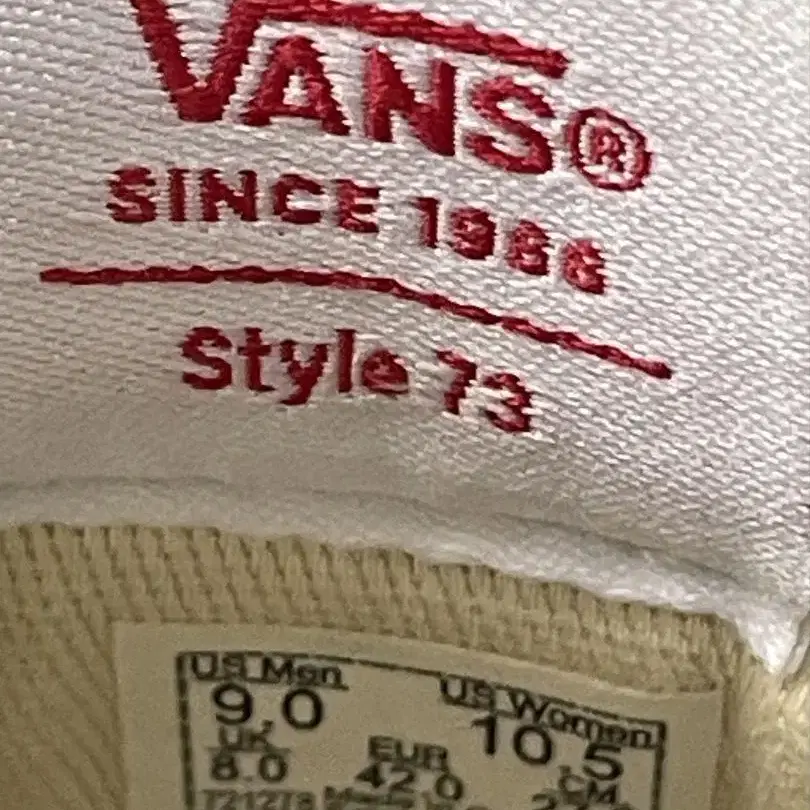 VANS®
SINCE 1966
Style 73
US Men US Women
9.0 10.5
UK EUR CM
8.0 42.0